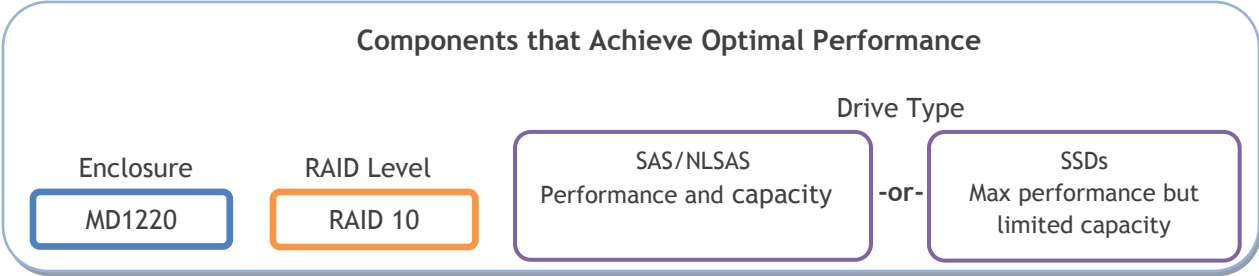 Components that Achieve Optimal Performance
Drive Type
Enclosure
MD1220
RAID Level
RAID 10
SAS/NLSAS
Performance and capacity
-or-
SSDs
Max performance but
limited capacity